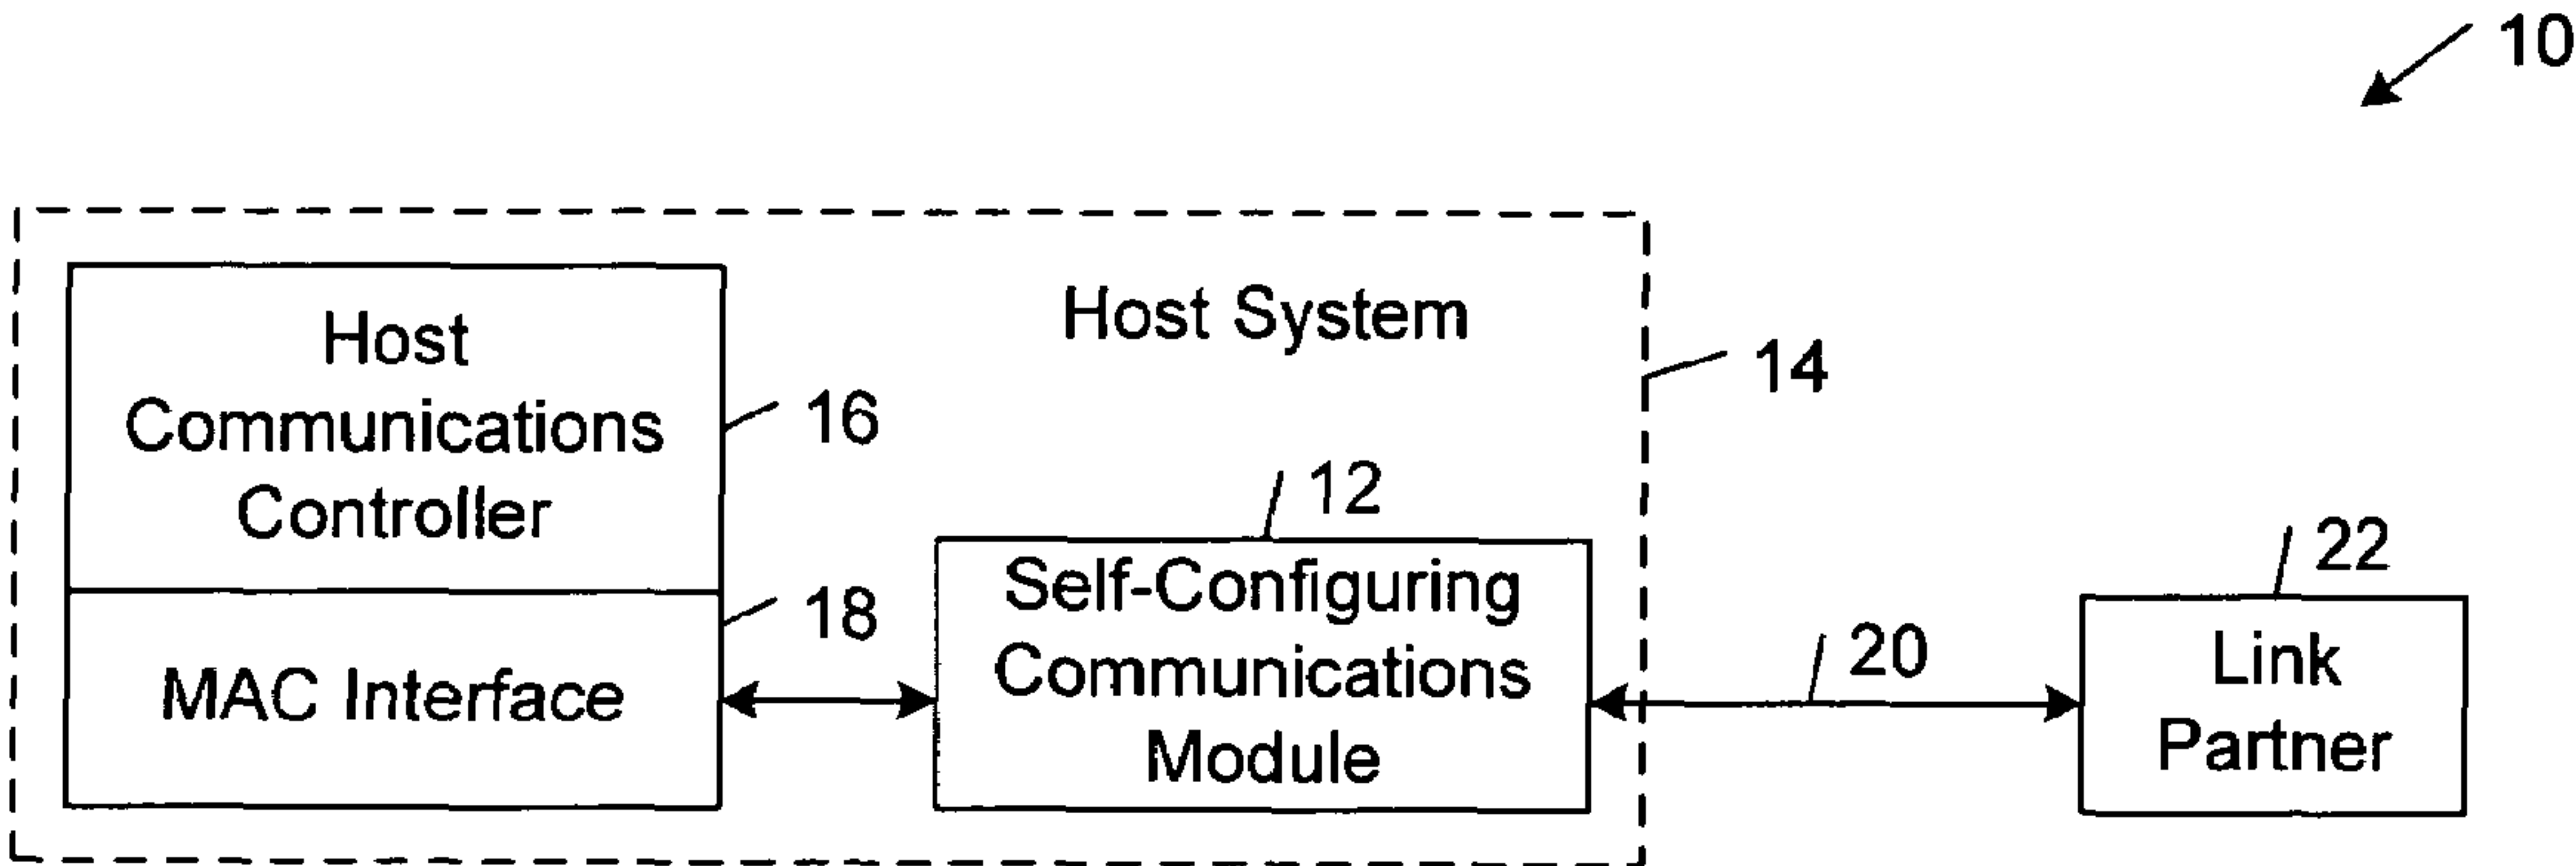 10
Host System
14
Host
Communications
Controller
16
12
18
MAC Interface
Self-Configuring
Communications
Module
20
22
Link
Partner